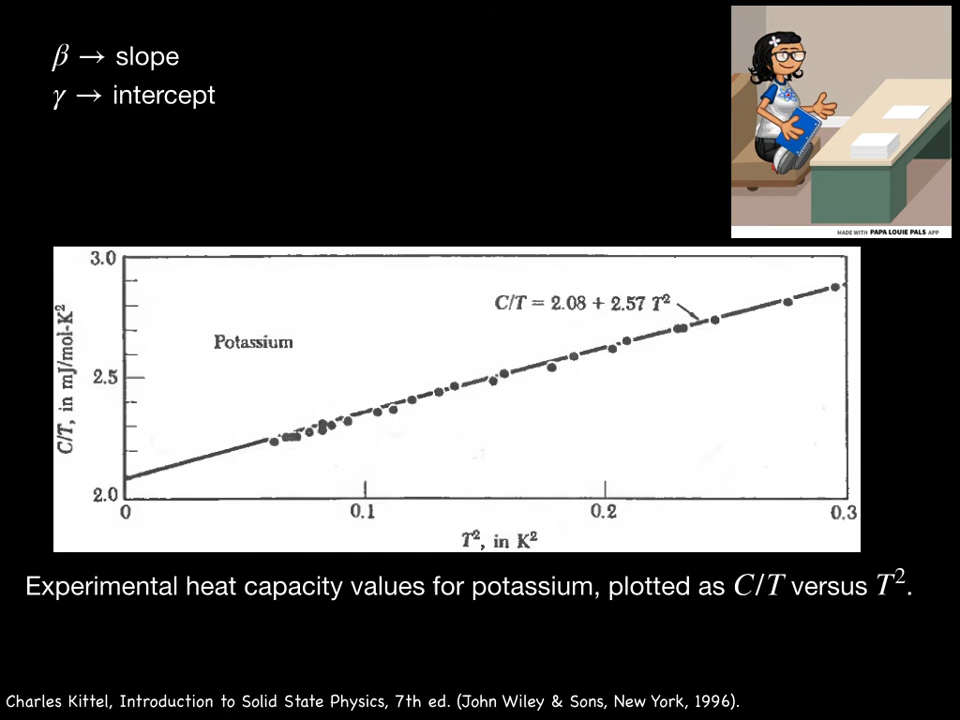 β → slope
γ → intercept
MADE WITH PAPA LOUIE PALS APP
3.0
C/T = 2.08 + 2.57 T²
Potassium
C/T, in mJ/mol-K²
2.5
2.0
0 0.1 0.2 0.3
T², in K²
Experimental heat capacity values for potassium, plotted as C/T versus T².
Charles Kittel, Introduction to Solid State Physics, 7th ed. (John Wiley & Sons, New York, 1996).